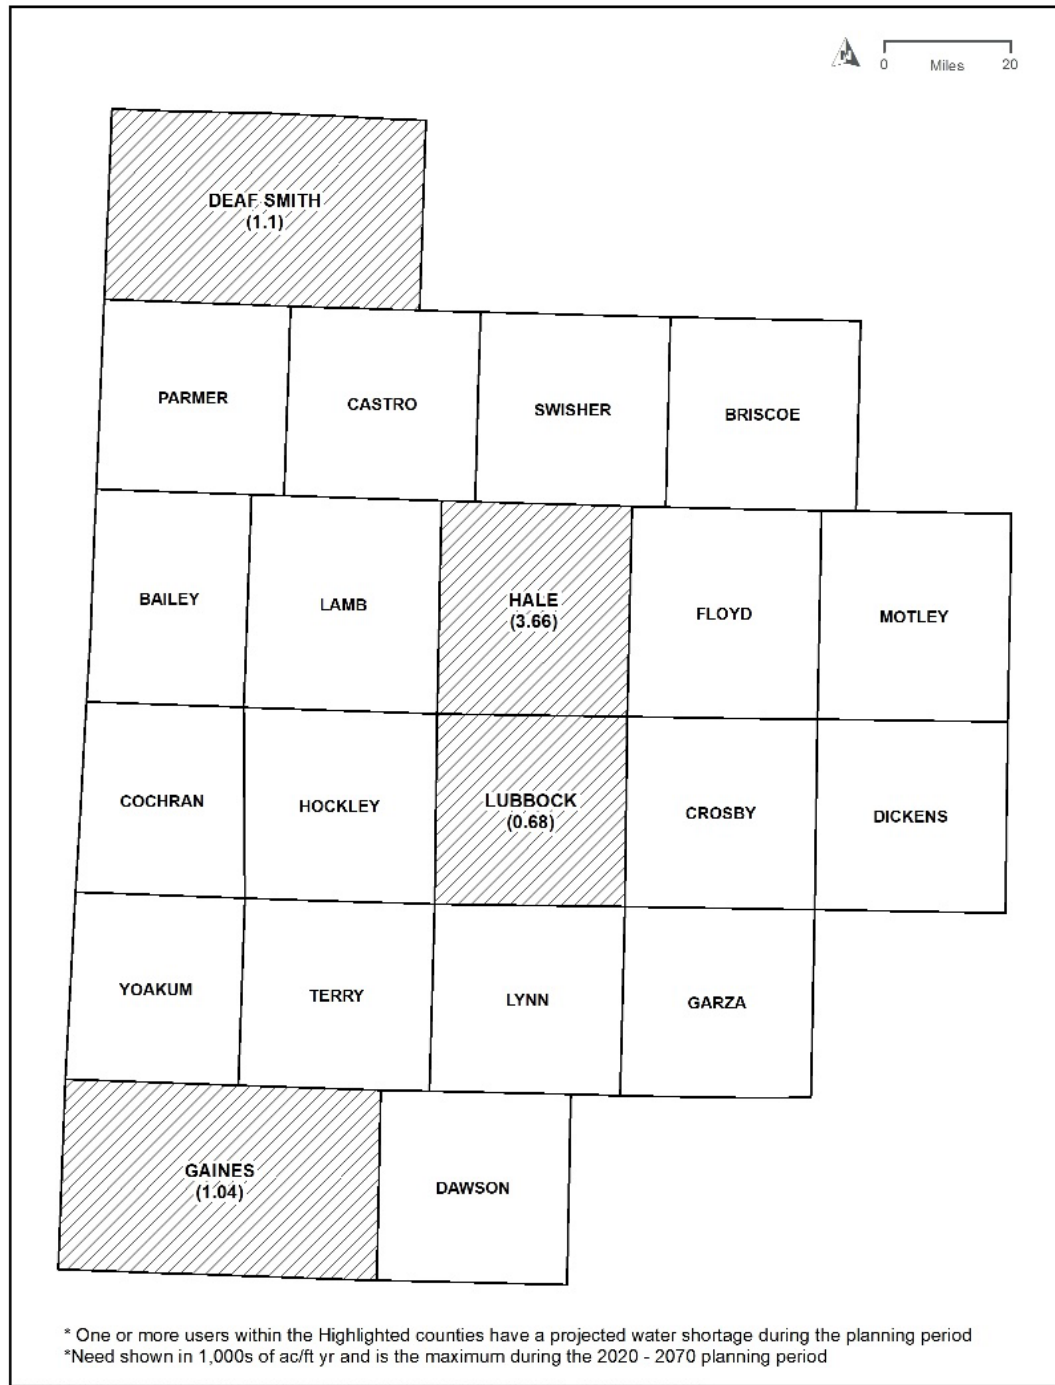 N
0 Miles 20
DEAF SMITH
(1.1)
PARMER
CASTRO
SWISHER
BRISCOE
BAILEY
LAMB
HALE
(3.66)
FLOYD
MOTLEY
COCHRAN
HOCKLEY
LUBBOCK
(0.68)
CROSBY
DICKENS
YOAKUM
TERRY
LYNN
GARZA
GAINES
(1.04)
DAWSON
* One or more users within the Highlighted counties have a projected water shortage during the planning period
*Need shown in 1,000s of ac/ft yr and is the maximum during the 2020 - 2070 planning period